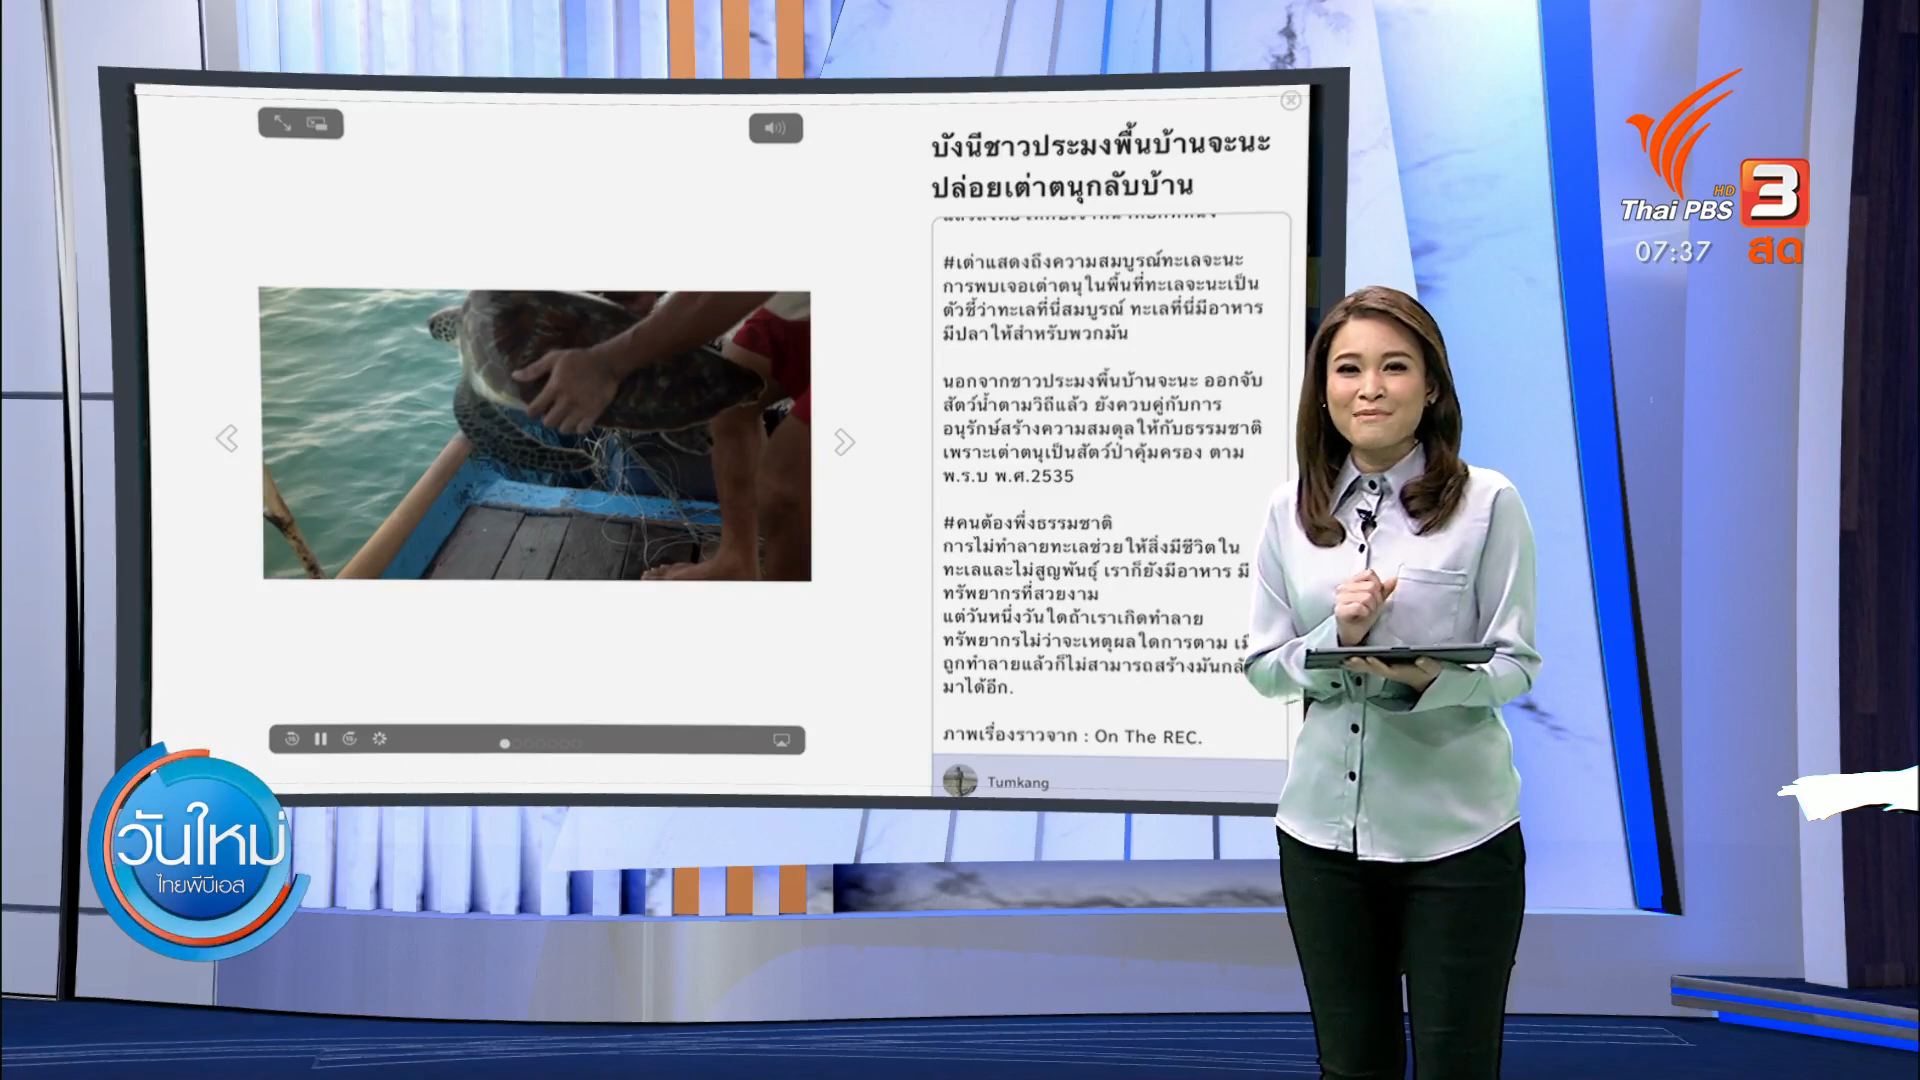 บังนีชาวประมงพื้นบ้านจะนะ
ปล่อยเต่าตนุกลับบ้าน
#เต่าแสดงถึงความสมบูรณ์ทะเลจะนะ
การพบเจอเต่าตนุในพื้นที่ทะเลจะนะเป็น
ตัวชี้ว่าทะเลที่นี่สมบูรณ์ ทะเลที่นี่มีอาหาร
มีปลาให้สำหรับพวกมัน
นอกจากชาวประมงพื้นบ้านจะนะ ออกจับ
สัตว์น้ำตามวิถีแล้ว ยังควบคู่กับการ
อนุรักษ์สร้างความสมดุลให้กับธรรมชาติ
เพราะเต่าตนุเป็นสัตว์ป่าคุ้มครอง ตาม
พ.ร.บ พ.ศ.2535
#คนต้องพึ่งธรรมชาติ
การไม่ทำลายทะเลช่วยให้สิ่งมีชีวิตใน
ทะเลและไม่สูญพันธุ์ เราก็ยังมีอาหาร มี
ทรัพยากรที่สวยงาม
แต่วันหนึ่งวันใดถ้าเราเกิดทำลาย
ทรัพยากรไม่ว่าจะเหตุผลใดการตาม
ถูกทำลายแล้วก็ไม่สามารถสร้างมัน
มาได้อีก.
ภาพเรื่องราวจาก : On The REC.
Tumkang
Thai PBS HD 3
07:37 สด
วันใหม่
ไทยพีบีเอส